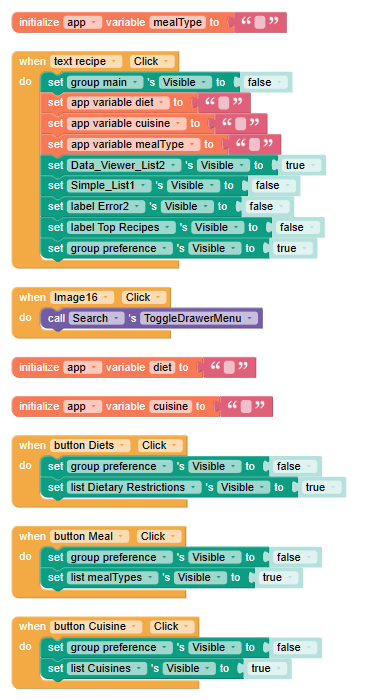 initialize app variable mealType to “ ”
when text recipe Click
do set group main 's Visible to false
set app variable diet to “ ”
set app variable cuisine to “ ”
set app variable mealType to “ ”
set Data_Viewer_List2 's Visible to true
set Simple_List1 's Visible to false
set label Error2 's Visible to false
set label Top Recipes 's Visible to false
set group preference 's Visible to true
when Image16 Click
do call Search 's ToggleDrawerMenu
initialize app variable diet to “ ”
initialize app variable cuisine to “ ”
when button Diets Click
do set group preference 's Visible to false
set list Dietary Restrictions 's Visible to true
when button Meal Click
do set group preference 's Visible to false
set list mealTypes 's Visible to true
when button Cuisine Click
do set group preference 's Visible to false
set list Cuisines 's Visible to true